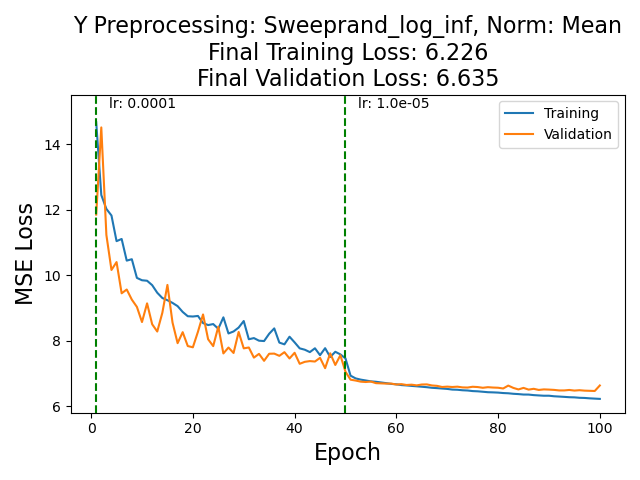 Y Preprocessing: Sweeprand_log_inf, Norm: Mean
Final Training Loss: 6.226
Final Validation Loss: 6.635
lr: 0.0001
lr: 1.0e-05
Training
Validation
MSE Loss
14
12
10
8
6
0
20
40
60
80
100
Epoch